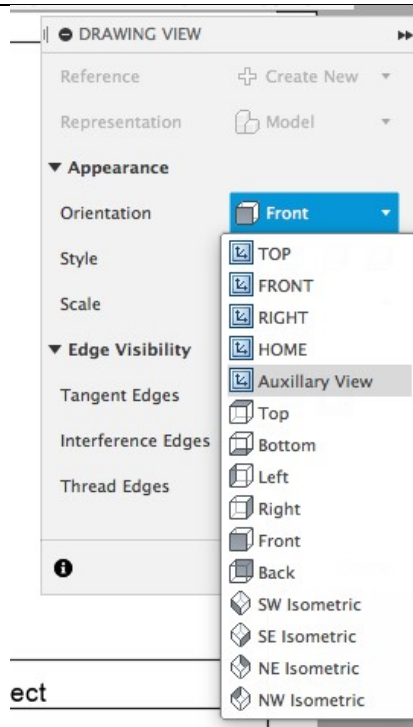 DRAWING VIEW
Reference Create New
Representation Model
Appearance
Orientation Front
Style
Scale
Edge Visibility
Tangent Edges
Interference Edges
Thread Edges
TOP
FRONT
RIGHT
HOME
Auxillary View
Top
Bottom
Left
Right
Front
Back
SW Isometric
SE Isometric
NE Isometric
NW Isometric
ect